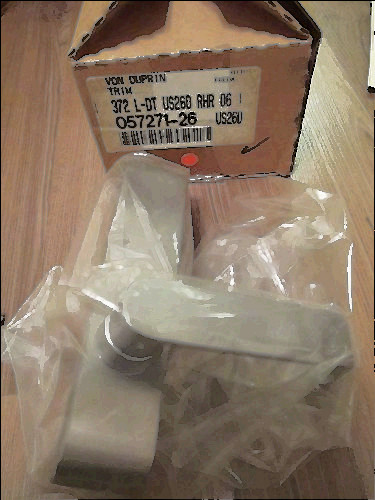 VON DUPRIN
TRIM
372 L-DT US26D RHR 06
057271-26 US26D